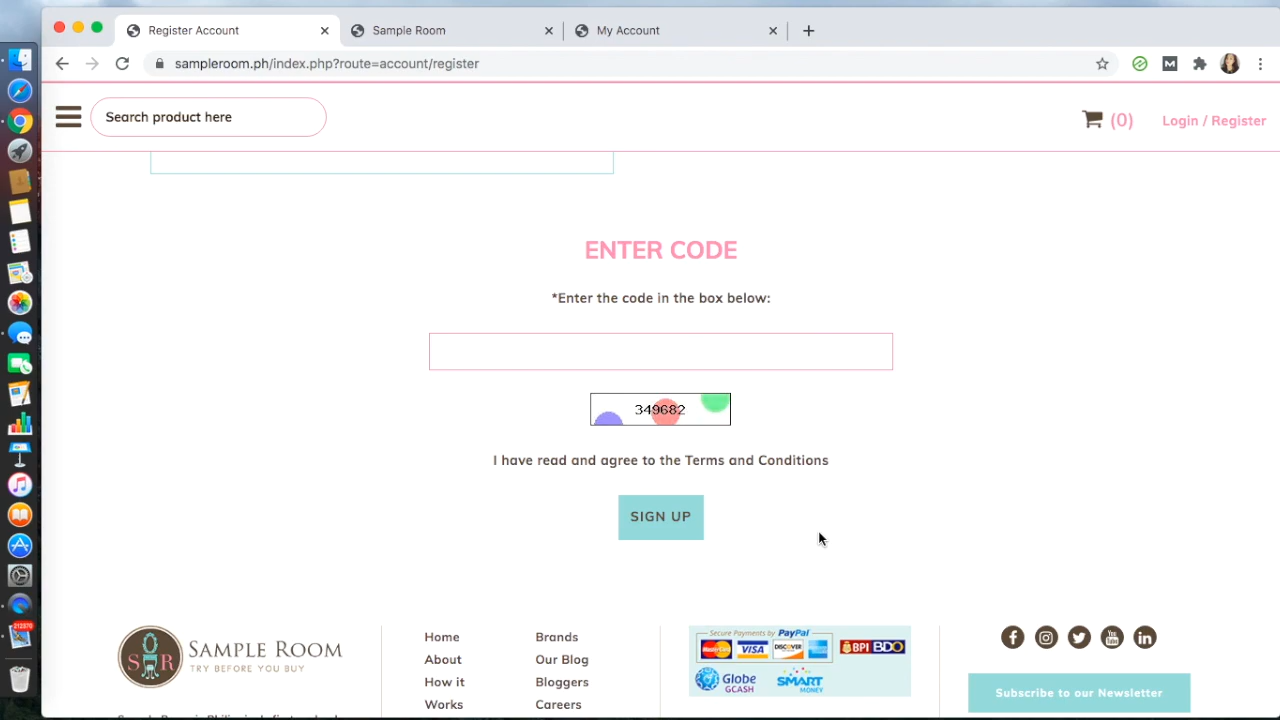 Register Account
Sample Room
My Account
sampleroom.ph/index.php?route=account/register
Search product here
(0)
Login / Register
ENTER CODE
*Enter the code in the box below:
349682
I have read and agree to the Terms and Conditions
SIGN UP
SAMPLE ROOM
TRY BEFORE YOU BUY
Home
About
How it
Works
Brands
Our Blog
Bloggers
Careers
Secure Payments by PayPal
MasterCard
VISA
DISCOVER
BPI
BDO
Globe
GCASH
SMART
MONEY
Subscribe to our Newsletter